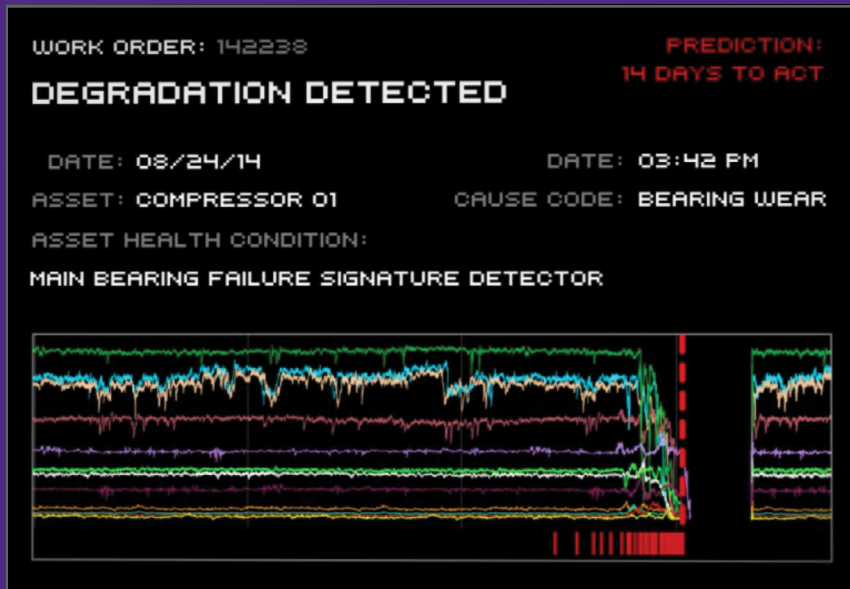 WORK ORDER: 142238
PREDICTION:
14 DAYS TO ACT
DEGRADATION DETECTED
DATE: 08/24/14
DATE: 03:42 PM
ASSET: COMPRESSOR 01
CAUSE CODE: BEARING WEAR
ASSET HEALTH CONDITION:
MAIN BEARING FAILURE SIGNATURE DETECTOR